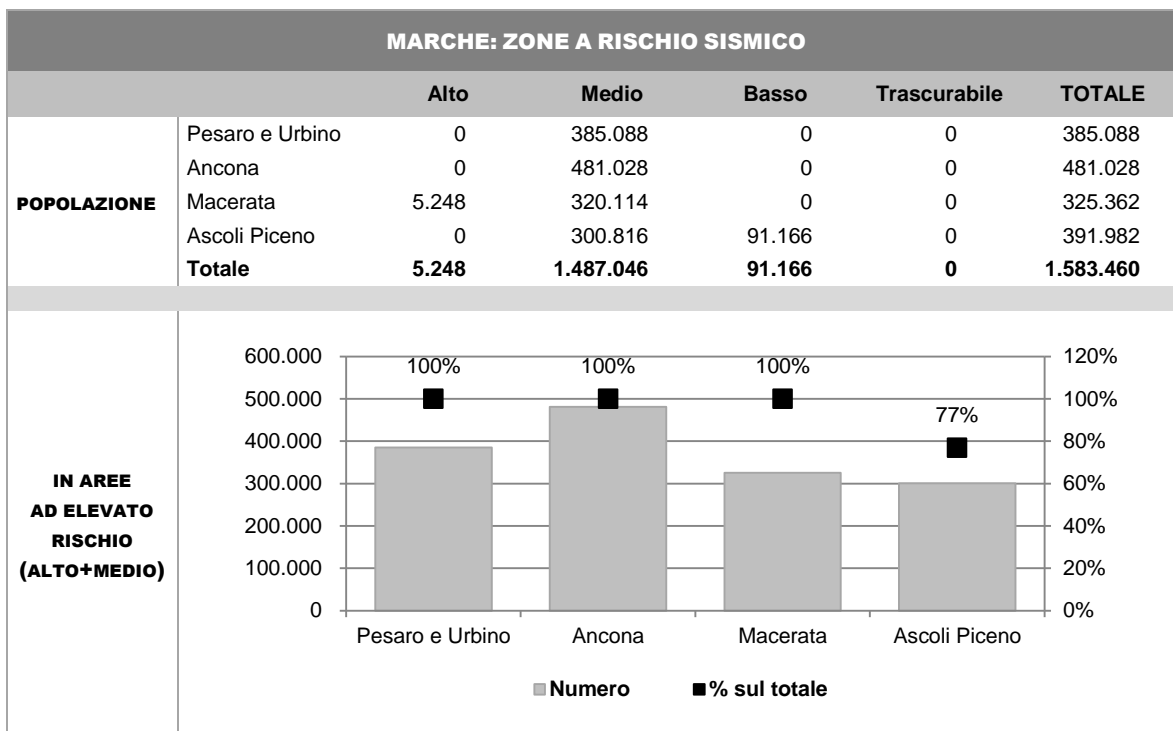 MARCHE: ZONE A RISCHIO SISMICO
Alto Medio Basso Trascurabile TOTALE
POPOLAZIONE
Pesaro e Urbino 0 385.088 0 0 385.088
Ancona 0 481.028 0 0 481.028
Macerata 5.248 320.114 0 0 325.362
Ascoli Piceno 0 300.816 91.166 0 391.982
Totale 5.248 1.487.046 91.166 0 1.583.460
IN AREE
AD ELEVATO
RISCHIO
(ALTO+MEDIO)
600.000 120%
100% 100% 100%
500.000 100%
77%
400.000 80%
300.000 60%
200.000 40%
100.000 20%
0 0%
Pesaro e Urbino Ancona Macerata Ascoli Piceno
Numero % sul totale